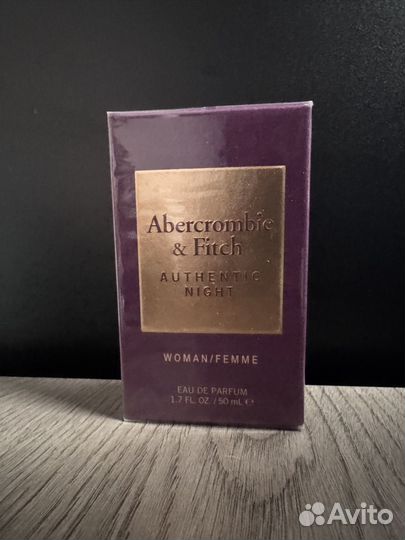 Abercrombie
& Fitch
AUTHENTIC
NIGHT
WOMAN/FEMME
EAU DE PARFUM
1.7 FL. OZ. / 50 mL ℮
Avito